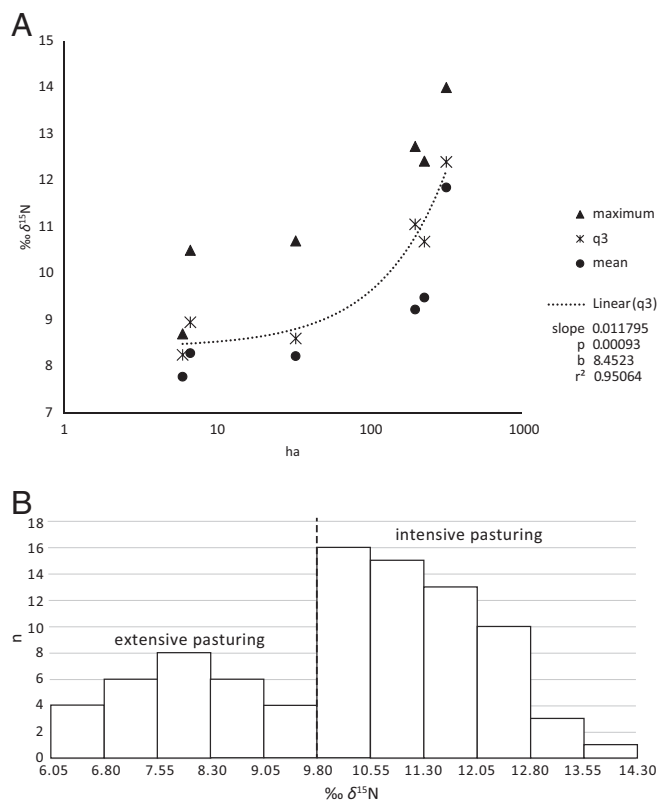 A
15
14
13
12
11
10
9
8
7
‰ δ¹⁵N
1 10 100 1000
ha
maximum
q3
mean
Linear(q3)
slope 0.011795
p 0.00093
b 8.4523
r² 0.95064
B
18
16
14
12
10
8
6
4
2
0
n
extensive pasturing
intensive pasturing
6.05 6.80 7.55 8.30 9.05 9.80 10.55 11.30 12.05 12.80 13.55 14.30
‰ δ¹⁵N